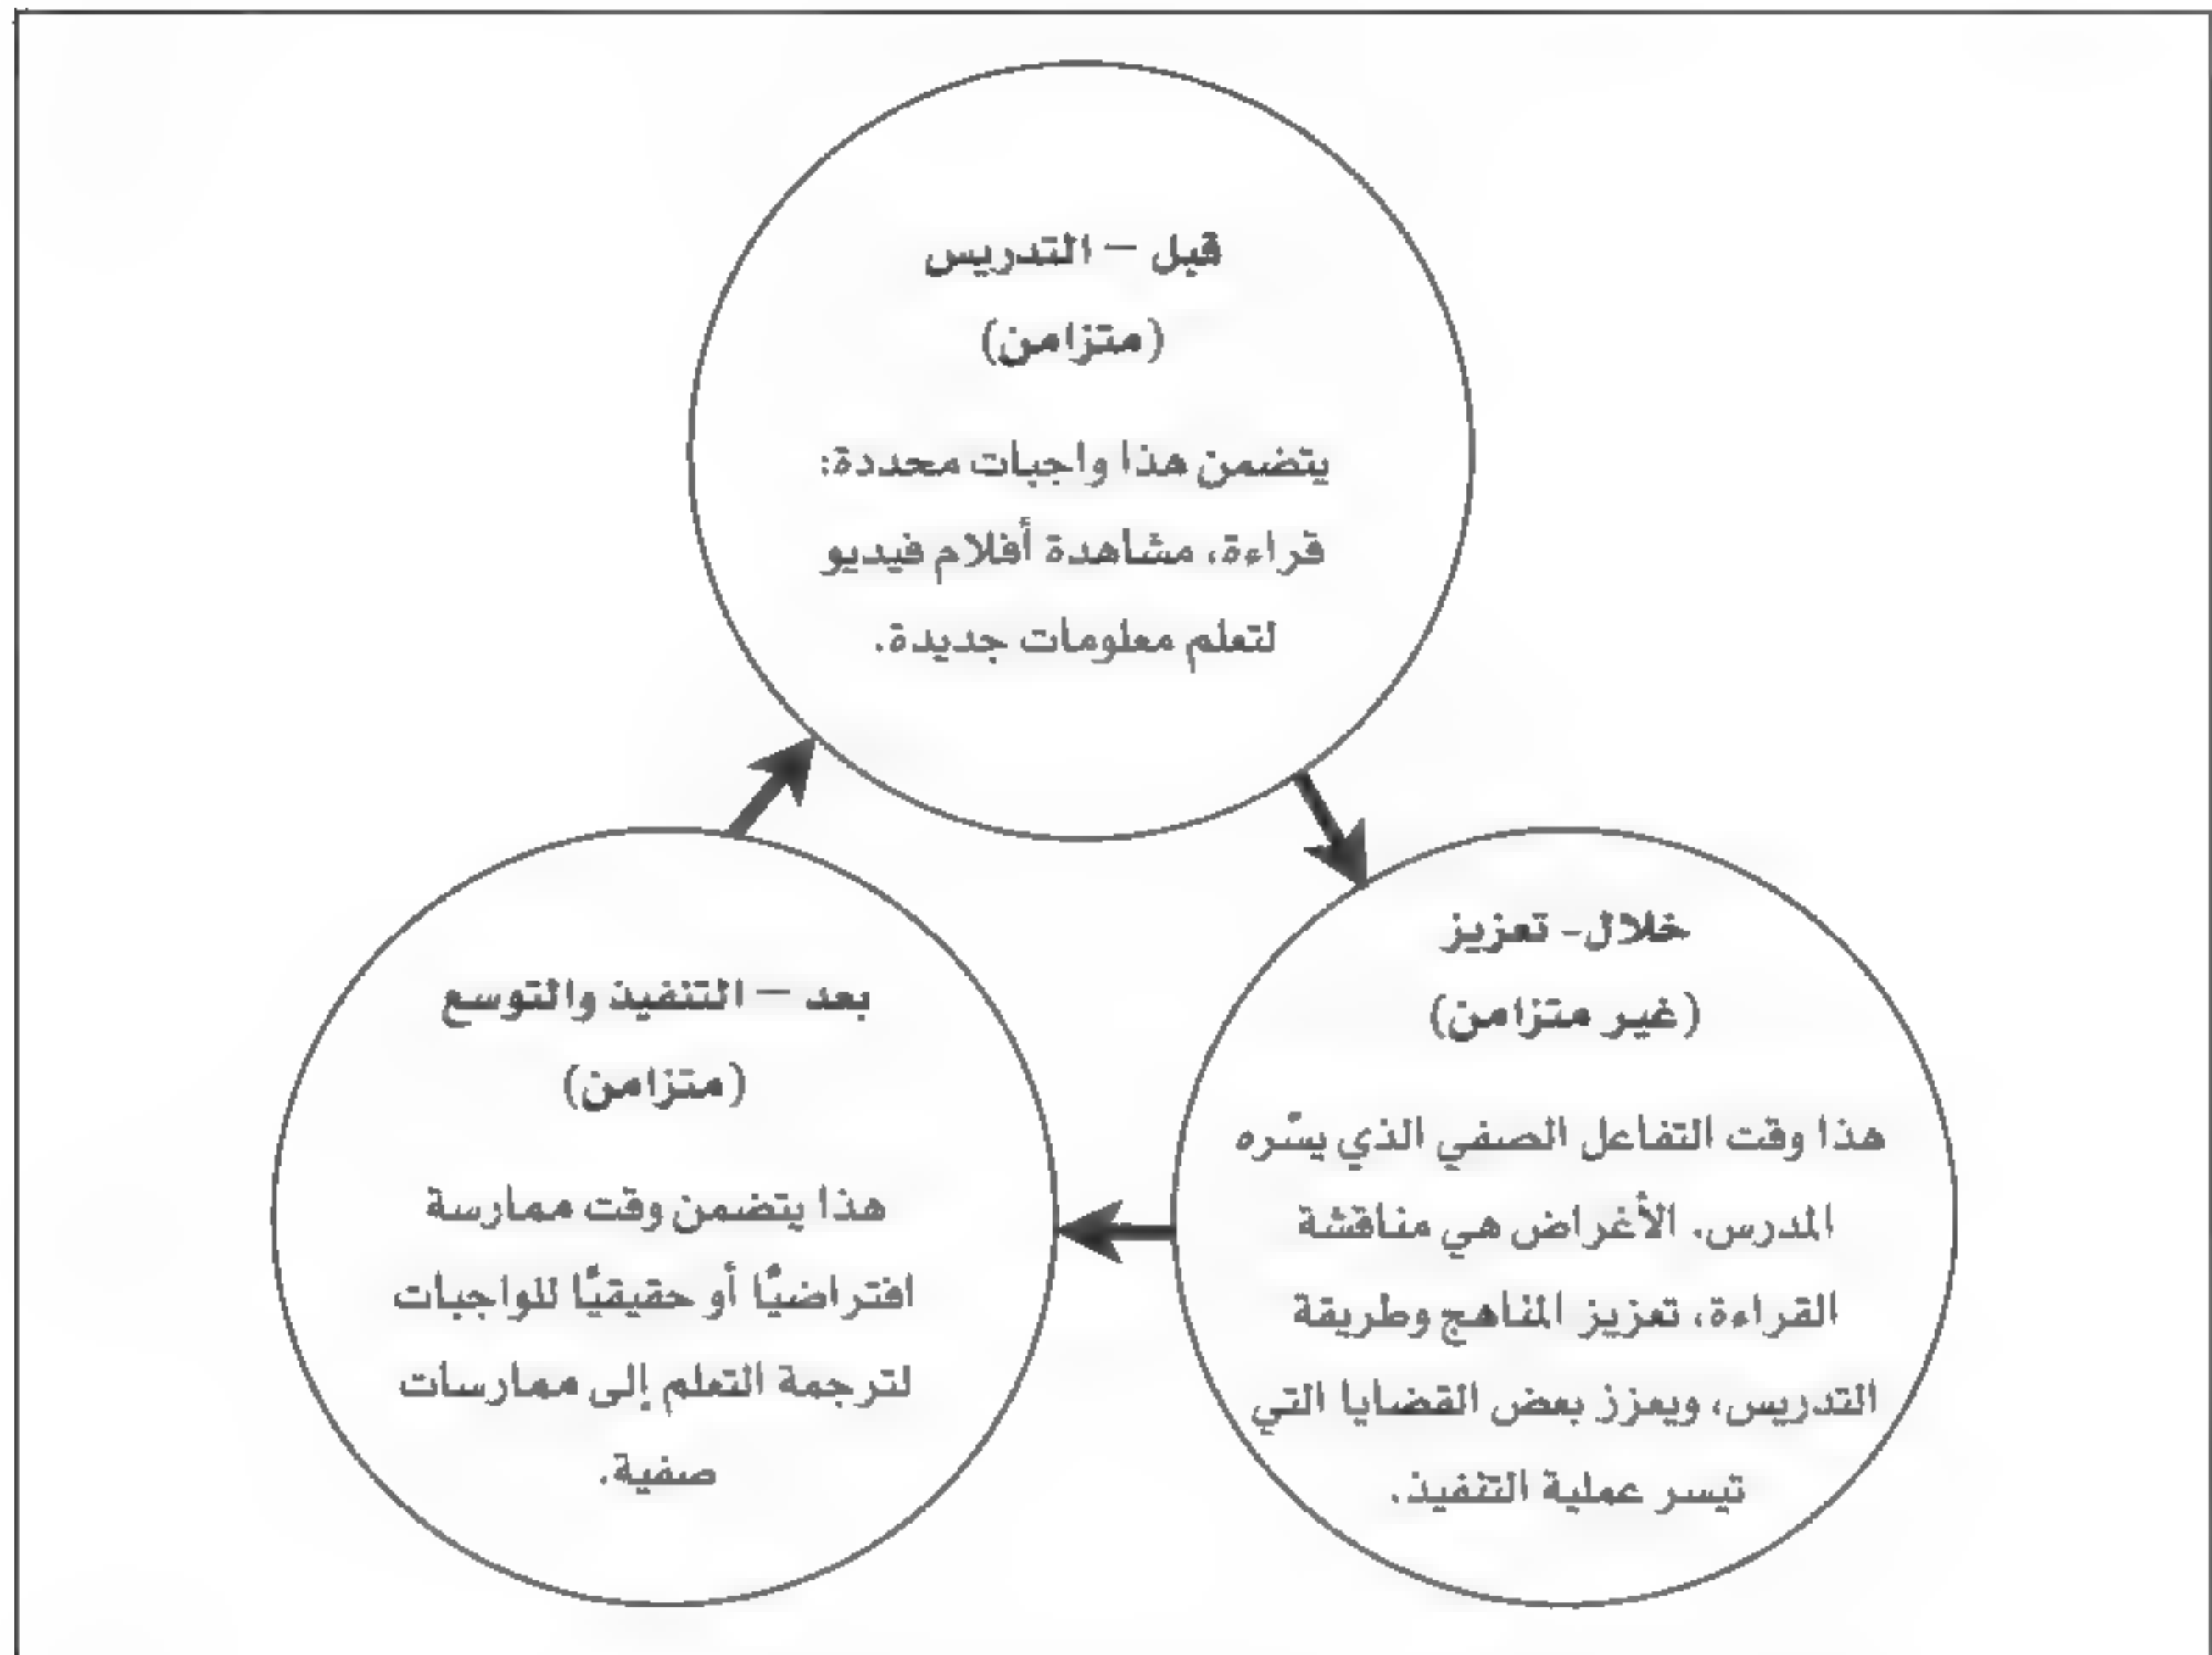 قبل – التدريس
(متزامن)
يتضمن هذا واجبات محددة:
قراءة، مشاهدة أفلام فيديو
لتعلم معلومات جديدة.
خلال- تعزيز
(غير متزامن)
هذا وقت التفاعل الصفي الذي يسّره
المدرس. الأغراض هي مناقشة
القراءة، تعزيز المناهج وطريقة
التدريس، ويعزز بعض القضايا التي
تيسر عملية التنفيذ.
بعد – التنفيذ والتوسع
(متزامن)
هذا يتضمن وقت ممارسة
افتراضيًا أو حقيقيًا للواجبات
لترجمة التعلم إلى ممارسات
صفية.